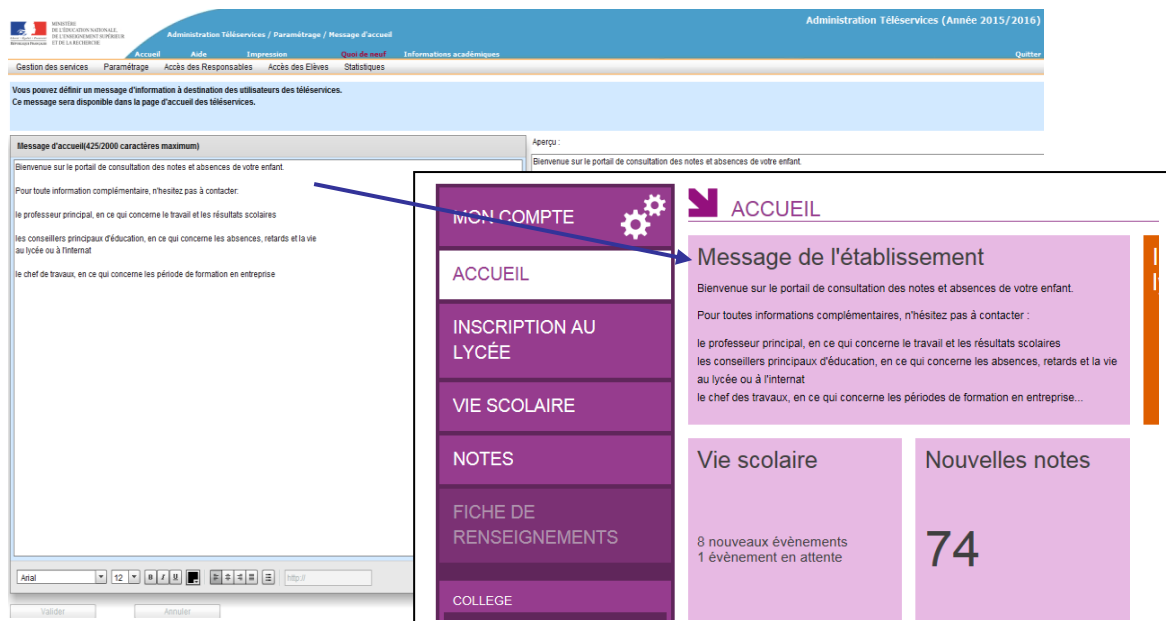 MINISTÈRE
DE L'ÉDUCATION NATIONALE,
DE L'ENSEIGNEMENT SUPÉRIEUR
ET DE LA RECHERCHE
Administration Téléservices (Année 2015/2016)
Administration Téléservices / Paramétrage / Message d'accueil
Accueil Aide Impression Quoi de neuf Informations académiques Quitter
Gestion des services Paramétrage Accès des Responsables Accès des Elèves Statistiques
Vous pouvez définir un message d'information à destination des utilisateurs des téléservices.
Ce message sera disponible dans la page d'accueil des téléservices.
Message d'accueil(425/2000 caractères maximum)
Bienvenue sur le portail de consultation des notes et absences de votre enfant.
Pour toute information complémentaire, n'hesitez pas à contacter:
le professeur principal, en ce qui concerne le travail et les résultats scolaires
les conseillers principaux d'éducation, en ce qui concerne les absences, retards et la vie
au lycée ou à l'internat
le chef de travaux, en ce qui concerne les période de formation en entreprise
Arial 12 B I U http://
Valider Annuler
Aperçu :
Bienvenue sur le portail de consultation des notes et absences de votre enfant.
MON COMPTE
ACCUEIL
INSCRIPTION AU
LYCÉE
VIE SCOLAIRE
NOTES
FICHE DE
RENSEIGNEMENTS
COLLEGE
ACCUEIL
Message de l'établissement
Bienvenue sur le portail de consultation des notes et absences de votre enfant.
Pour toutes informations complémentaires, n'hésitez pas à contacter :
le professeur principal, en ce qui concerne le travail et les résultats scolaires
les conseillers principaux d'éducation, en ce qui concerne les absences, retards et la vie
au lycée ou à l'internat
le chef des travaux, en ce qui concerne les périodes de formation en entreprise...
Vie scolaire
8 nouveaux évènements
1 évènement en attente
Nouvelles notes
74